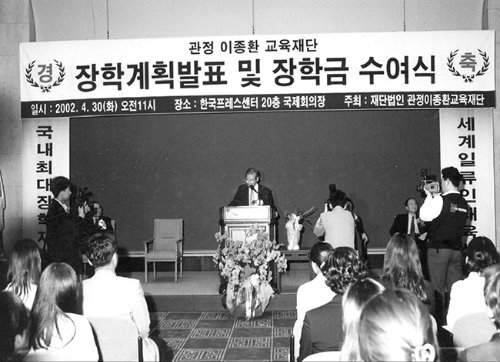 관정 이종환 교육재단
경 장학계획발표 및 장학금 수여식 축
일시 : 2002. 4. 30(화) 오전11시 장소 : 한국프레스센터 20층 국제회의장 주최 : 재단법인 관정이종환교육재단
국내최대장학
세계일류인재육